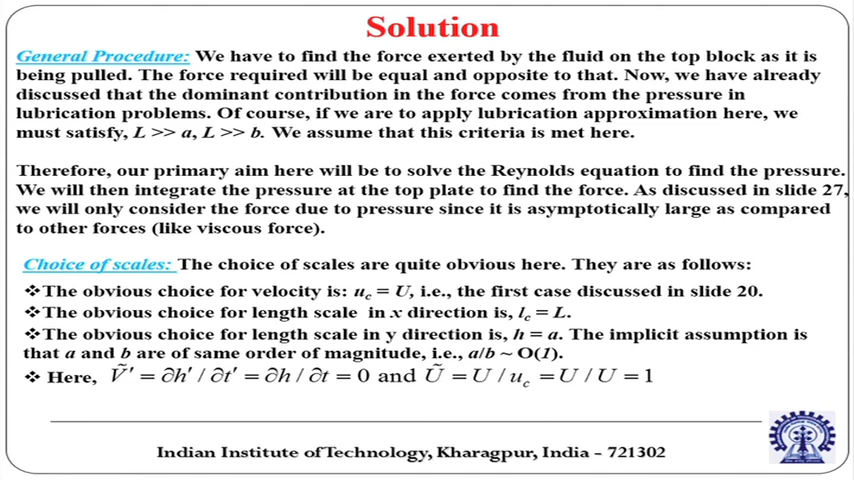 Solution
General Procedure: We have to find the force exerted by the fluid on the top block as it is
being pulled. The force required will be equal and opposite to that. Now, we have already
discussed that the dominant contribution in the force comes from the pressure in
lubrication problems. Of course, if we are to apply lubrication approximation here, we
must satisfy, L >> a, L >> b. We assume that this criteria is met here.
Therefore, our primary aim here will be to solve the Reynolds equation to find the pressure.
We will then integrate the pressure at the top plate to find the force. As discussed in slide 27,
we will only consider the force due to pressure since it is asymptotically large as compared
to other forces (like viscous force).
Choice of scales: The choice of scales are quite obvious here. They are as follows:
❖The obvious choice for velocity is: u_c = U, i.e., the first case discussed in slide 20.
❖The obvious choice for length scale in x direction is, l_c = L.
❖The obvious choice for length scale in y direction is, h = a. The implicit assumption is
that a and b are of same order of magnitude, i.e., a/b ~ O(1).
❖ Here, Ṽ′ = ∂h′ / ∂t′ = ∂h / ∂t = 0 and Ũ = U / u_c = U / U = 1
Indian Institute of Technology, Kharagpur, India – 721302